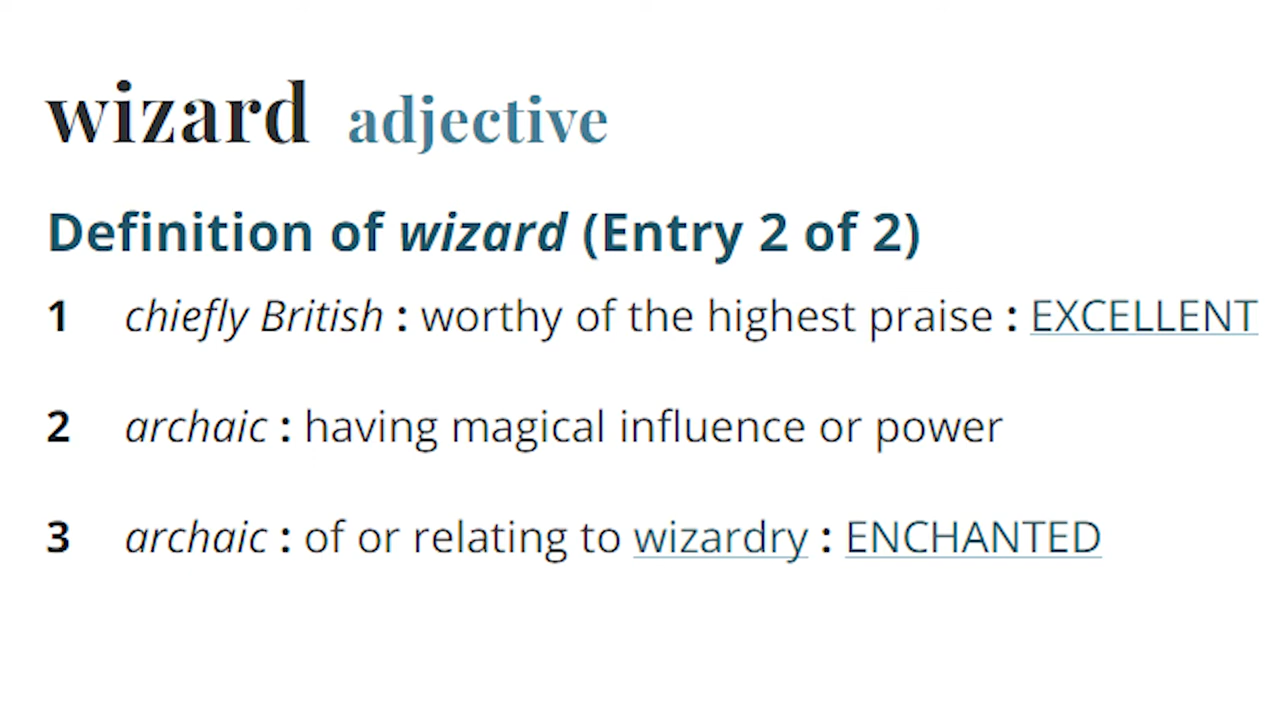 wizard adjective
Definition of wizard (Entry 2 of 2)
1 chiefly British : worthy of the highest praise : EXCELLENT
2 archaic : having magical influence or power
3 archaic : of or relating to wizardry : ENCHANTED